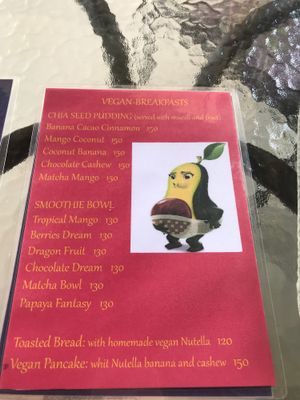 VEGAN-BREAKFASTS
CHIA SEED PUDDING (served with muesli and fruit)
Banana Cacao Cinnamon 150
Mango Coconut 150
Coconut Banana 150
Chocolate Cashew 150
Matcha Mango 150
SMOOTHIE BOWL
Tropical Mango 130
Berries Dream 130
Dragon Fruit 130
Chocolate Dream 130
Matcha Bowl 130
Papaya Fantasy 130
Toasted Bread: with homemade vegan Nutella 120
Vegan Pancake: whit Nutella banana and cashew 150